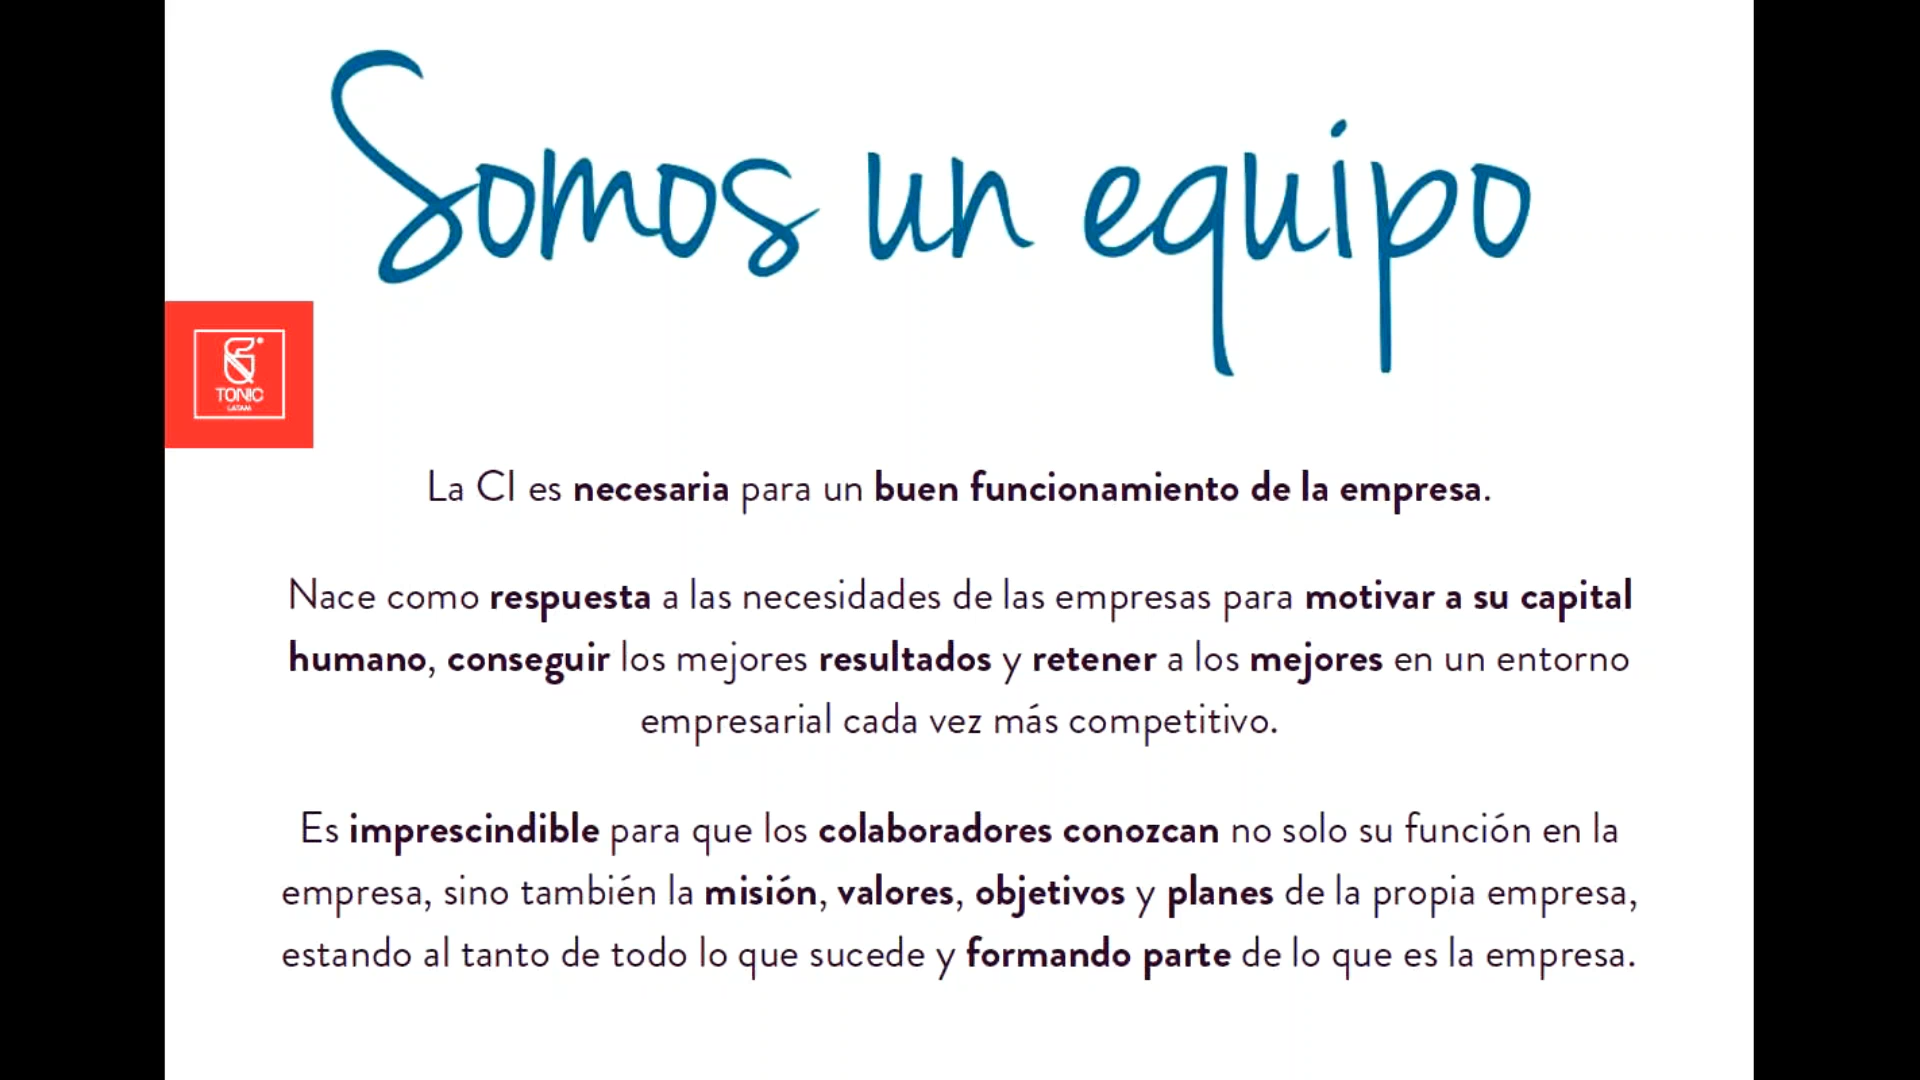 Somos un equipo
TONIC
LATAM
La CI es necesaria para un buen funcionamiento de la empresa.
Nace como respuesta a las necesidades de las empresas para motivar a su capital
humano, conseguir los mejores resultados y retener a los mejores en un entorno
empresarial cada vez más competitivo.
Es imprescindible para que los colaboradores conozcan no solo su función en la
empresa, sino también la misión, valores, objetivos y planes de la propia empresa,
estando al tanto de todo lo que sucede y formando parte de lo que es la empresa.